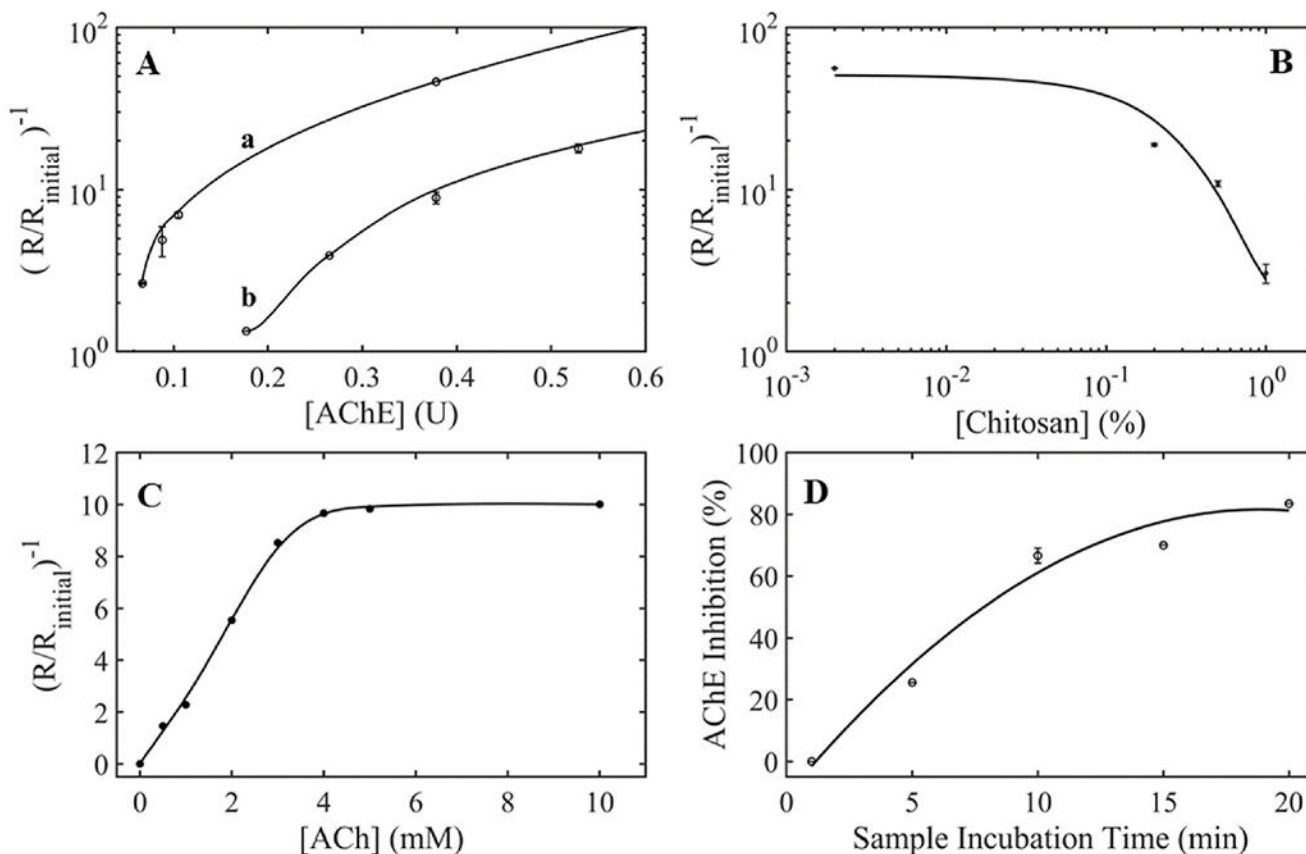 A
a
b
( R/R_initial )^-1
10^2
10^1
10^0
0.1
0.2
0.3
0.4
0.5
0.6
[AChE] (U)
B
(R/R_initial)^-1
10^2
10^1
10^0
10^-3
10^-2
10^-1
10^0
[Chitosan] (%)
C
(R/R_initial)^-1
12
10
8
6
4
2
0
0
2
4
6
8
10
[ACh] (mM)
D
AChE Inhibition (%)
100
80
60
40
20
0
0
5
10
15
20
Sample Incubation Time (min)